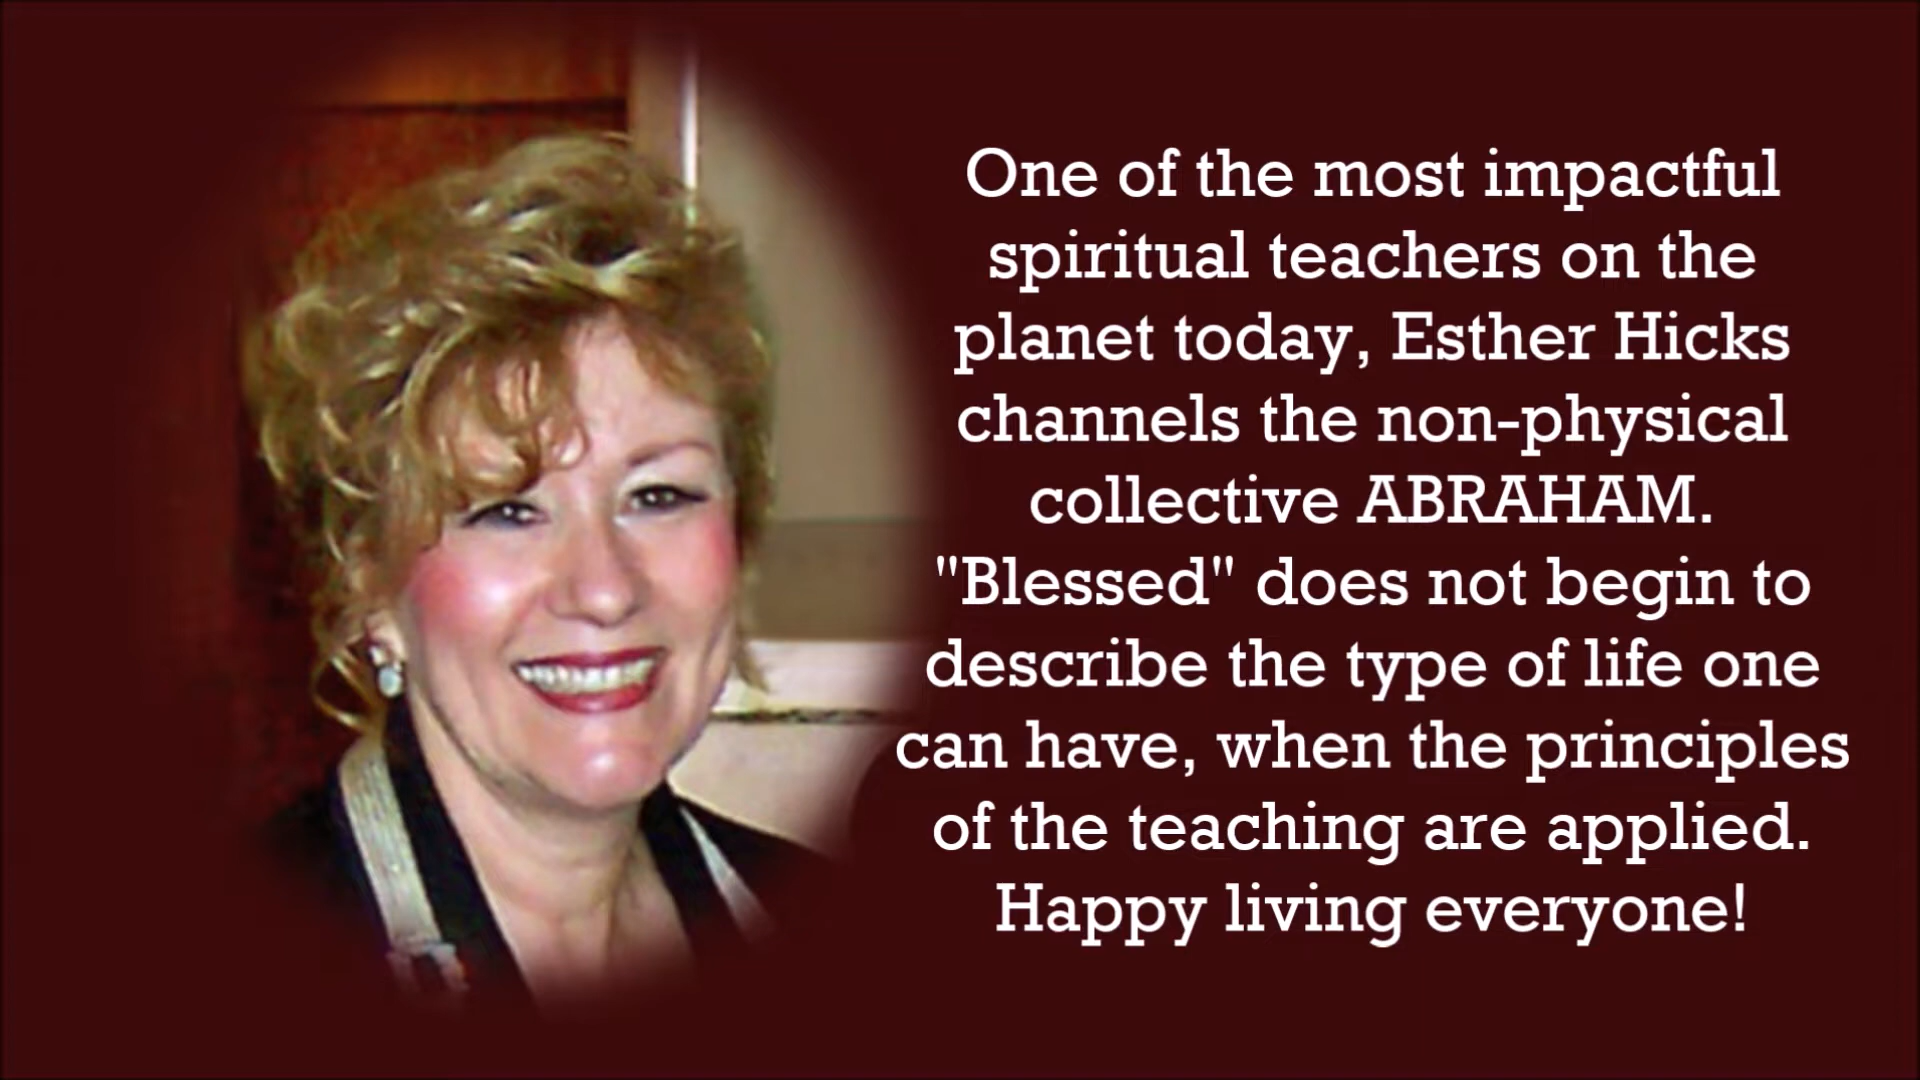 One of the most impactful
spiritual teachers on the
planet today, Esther Hicks
channels the non-physical
collective ABRAHAM.
"Blessed" does not begin to
describe the type of life one
can have, when the principles
of the teaching are applied.
Happy living everyone!